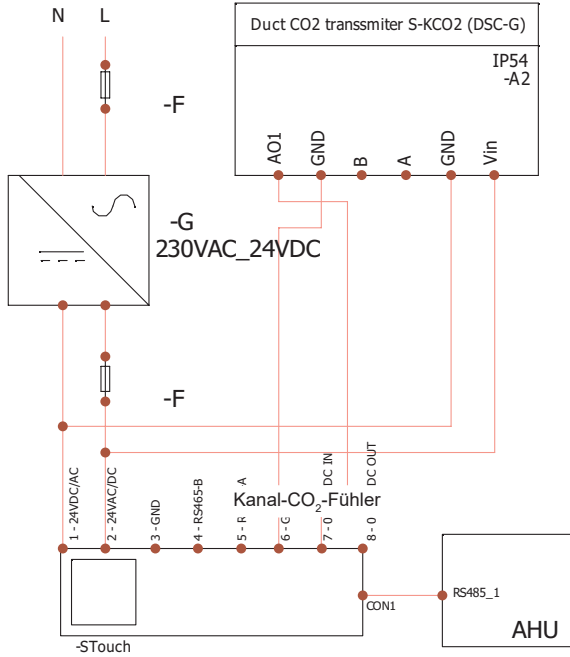 N
L
Duct CO2 transsmiter S-KCO2 (DSC-G)
IP54
-A2
-F
AO1
GND
B
A
GND
Vin
-G
230VAC_24VDC
-F
1 - 24VDC/AC
2 - 24VAC/DC
3 - GND
4 - RS465-B
5 - R A
6 - G
7 - 0 DC IN
8 - 0 DC OUT
Kanal-CO₂-Fühler
CON1
RS485_1
AHU
-STouch